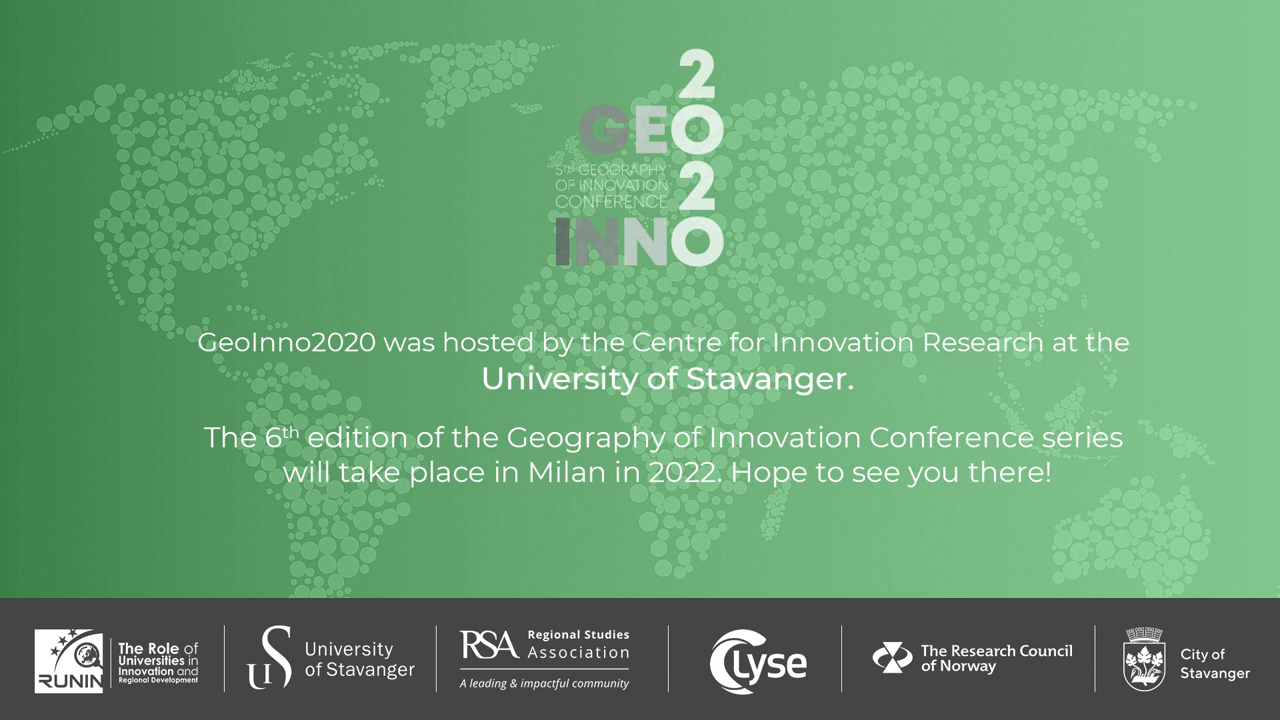 2
GEO
5th GEOGRAPHY
OF INNOVATION
CONFERENCE
2
INNO
GeoInno2020 was hosted by the Centre for Innovation Research at the
University of Stavanger.
The 6th edition of the Geography of Innovation Conference series
will take place in Milan in 2022. Hope to see you there!
RUNIN
The Role of
Universities in
Innovation and
Regional Development
uiS
University
of Stavanger
RSA
Regional Studies
Association
A leading & impactful community
Lyse
The Research Council
of Norway
City of
Stavanger